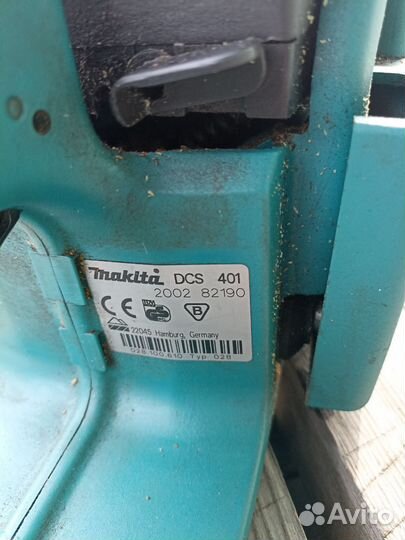 makita DCS 401
2002 82190
CE B
22045 Hamburg, Germany
028.100.610 Typ 028
Avito